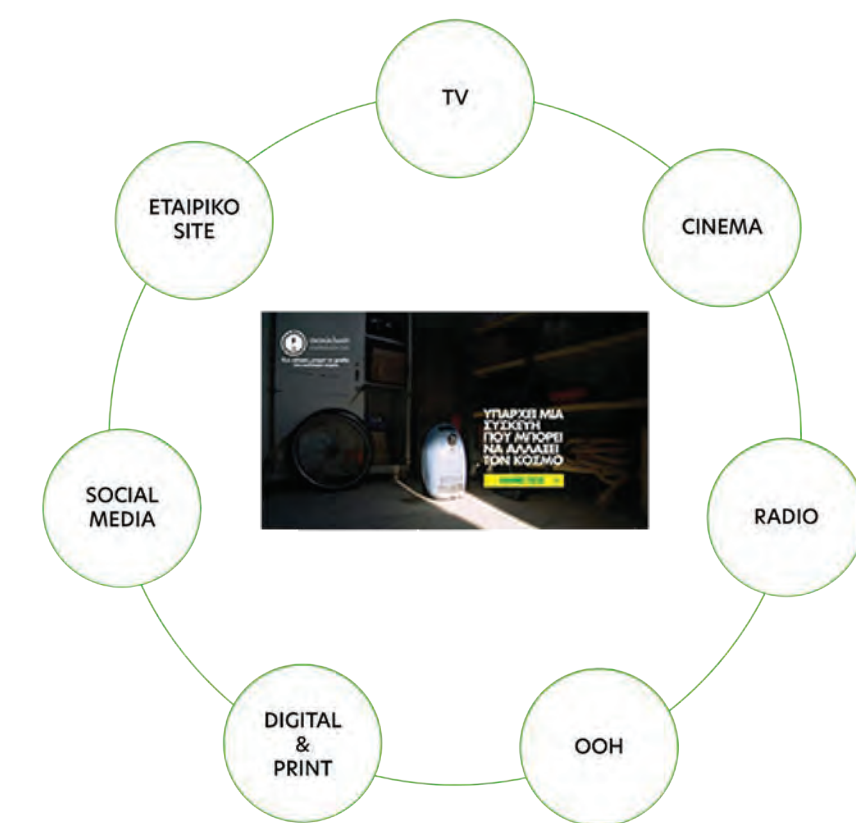 TV
CINEMA
RADIO
OOH
DIGITAL
&
PRINT
SOCIAL
MEDIA
ΕΤΑΙΡΙΚΟ
SITE
ΥΠΑΡΧΕΙ ΜΙΑ
ΣΥΣΚΕΥΗ
ΠΟΥ ΜΠΟΡΕΙ
ΝΑ ΑΛΛΑΞΕΙ
ΤΟΝ ΚΟΣΜΟ